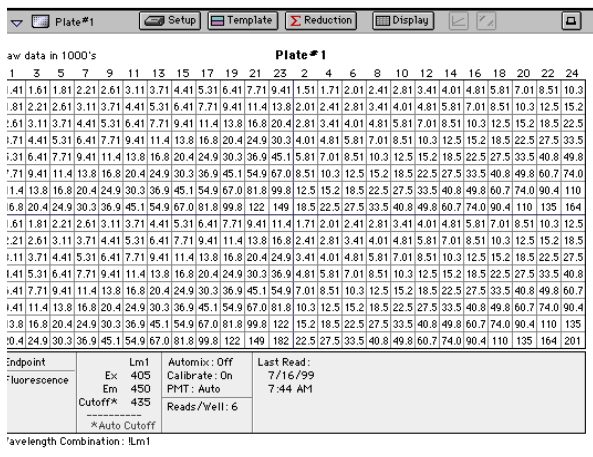 Plate#1 Setup Template Reduction Display
aw data in 1000's Plate#1
1 3 5 7 9 11 13 15 17 19 21 23 2 4 6 8 10 12 14 16 18 20 22 24
.41 1.61 1.81 2.21 2.61 3.11 3.71 4.41 5.31 6.41 7.71 9.41 1.51 1.71 2.01 2.41 2.81 3.41 4.01 4.81 5.81 7.01 8.51 10.3
.81 2.21 2.61 3.11 3.71 4.41 5.31 6.41 7.71 9.41 11.4 13.8 2.01 2.41 2.81 3.41 4.01 4.81 5.81 7.01 8.51 10.3 12.5 15.2
.61 3.11 3.71 4.41 5.31 6.41 7.71 9.41 11.4 13.8 16.8 20.4 2.81 3.41 4.01 4.81 5.81 7.01 8.51 10.3 12.5 15.2 18.5 22.5
.71 4.41 5.31 6.41 7.71 9.41 11.4 13.8 16.8 20.4 24.9 30.3 4.01 4.81 5.81 7.01 8.51 10.3 12.5 15.2 18.5 22.5 27.5 33.5
5.31 6.41 7.71 9.41 11.4 13.8 16.8 20.4 24.9 30.3 36.9 45.1 5.81 7.01 8.51 10.3 12.5 15.2 18.5 22.5 27.5 33.5 40.8 49.8
.71 9.41 11.4 13.8 16.8 20.4 24.9 30.3 36.9 45.1 54.9 67.0 8.51 10.3 12.5 15.2 18.5 22.5 27.5 33.5 40.8 49.8 60.7 74.0
1.4 13.8 16.8 20.4 24.9 30.3 36.9 45.1 54.9 67.0 81.8 99.8 12.5 15.2 18.5 22.5 27.5 33.5 40.8 49.8 60.7 74.0 90.4 110
6.8 20.4 24.9 30.3 36.9 45.1 54.9 67.0 81.8 99.8 122 149 18.5 22.5 27.5 33.5 40.8 49.8 60.7 74.0 90.4 110 135 164
.61 1.81 2.21 2.61 3.11 3.71 4.41 5.31 6.41 7.71 9.41 11.4 1.71 2.01 2.41 2.81 3.41 4.01 4.81 5.81 7.01 8.51 10.3 12.5
.21 2.61 3.11 3.71 4.41 5.31 6.41 7.71 9.41 11.4 13.8 16.8 2.41 2.81 3.41 4.01 4.81 5.81 7.01 8.51 10.3 12.5 15.2 18.5
.11 3.71 4.41 5.31 6.41 7.71 9.41 11.4 13.8 16.8 20.4 24.9 3.41 4.01 4.81 5.81 7.01 8.51 10.3 12.5 15.2 18.5 22.5 27.5
.41 5.31 6.41 7.71 9.41 11.4 13.8 16.8 20.4 24.9 30.3 36.9 4.81 5.81 7.01 8.51 10.3 12.5 15.2 18.5 22.5 27.5 33.5 40.8
.41 7.71 9.41 11.4 13.8 16.8 20.4 24.9 30.3 36.9 45.1 54.9 7.01 8.51 10.3 12.5 15.2 18.5 22.5 27.5 33.5 40.8 49.8 60.7
.41 11.4 13.8 16.8 20.4 24.9 30.3 36.9 45.1 54.9 67.0 81.8 10.3 12.5 15.2 18.5 22.5 27.5 33.5 40.8 49.8 60.7 74.0 90.4
3.8 16.8 20.4 24.9 30.3 36.9 45.1 54.9 67.0 81.8 99.8 122 15.2 18.5 22.5 27.5 33.5 40.8 49.8 60.7 74.0 90.4 110 135
0.4 24.9 30.3 36.9 45.1 54.9 67.0 81.8 99.8 122 149 182 22.5 27.5 33.5 40.8 49.8 60.7 74.0 90.4 110 135 164 201
Endpoint Lm1 Automix: Off Last Read:
Fluorescence Ex 405 Calibrate: On 7/16/99
Em 450 PMT: Auto 7:44 AM
Cutoff* 435 Reads/Well: 6
----------
*Auto Cutoff
Wavelength Combination: !Lm1